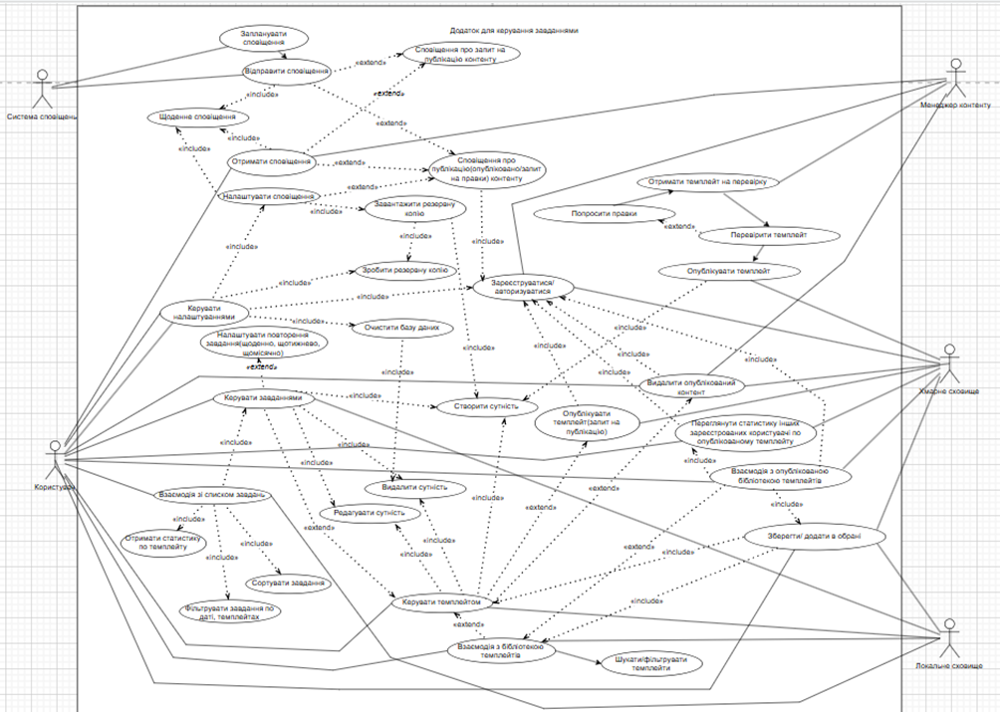 Додаток для керування завданнями
Запланувати
сповіщення
Сповіщення про запит на
публікацію контенту
«extend»
Відправити сповіщення
«include»
«extend»
Система сповіщень
Менеджер контенту
Щоденне сповіщення
«extend»
«include»
Отримати сповіщення
«extend»
Сповіщення про
публікацію(опубліковано/запит
на правки) контенту
Отримати темплейт на перевірку
«extend»
Налаштувати сповіщення
«include»
Завантажити резервну
копію
Попросити правки
«extend»
Перевірити темплейт
«include»
«include»
«include»
Зробити резервну копію
Опублікувати темплейт
«include»
Зареєструватися/
авторизуватися
«include»
Керувати
налаштуваннями
«include»
Очистити базу даних
«include»
Налаштувати повторення
завдання(щоденно, щотижнево,
щомісячно)
«include»
«include»
«include»
«include»
«extend»
«include»
«include»
Видалити опублікований
контент
Хмарне сховище
Керувати завданнями
«include»
Створити сутність
Опублікувати
темплейт(запит на
публікацію)
Переглянути статистику інших
зареєстрованих користувачі по
опублікованому темплейту
«include»
«include»
«include»
«include»
Взаємодія з опублікованою
бібліотекою темплейтів
Користувач
Видалити сутність
«extend»
Взаємодія зі списком завдань
«include»
«include»
Редагувати сутність
«extend»
«include»
«extend»
Отримати статистику
по темплейту
«include»
«include»
«extend»
«include»
Зберегти/ додати в обрані
«include»
Сортувати завдання
Керувати темплейтом
«include»
Фільтрувати завдання по
даті, темплейтах
«extend»
Взаємодія з бібліотекою
темплейтів
Шукати/фільтрувати
темплейти
Локальне сховище